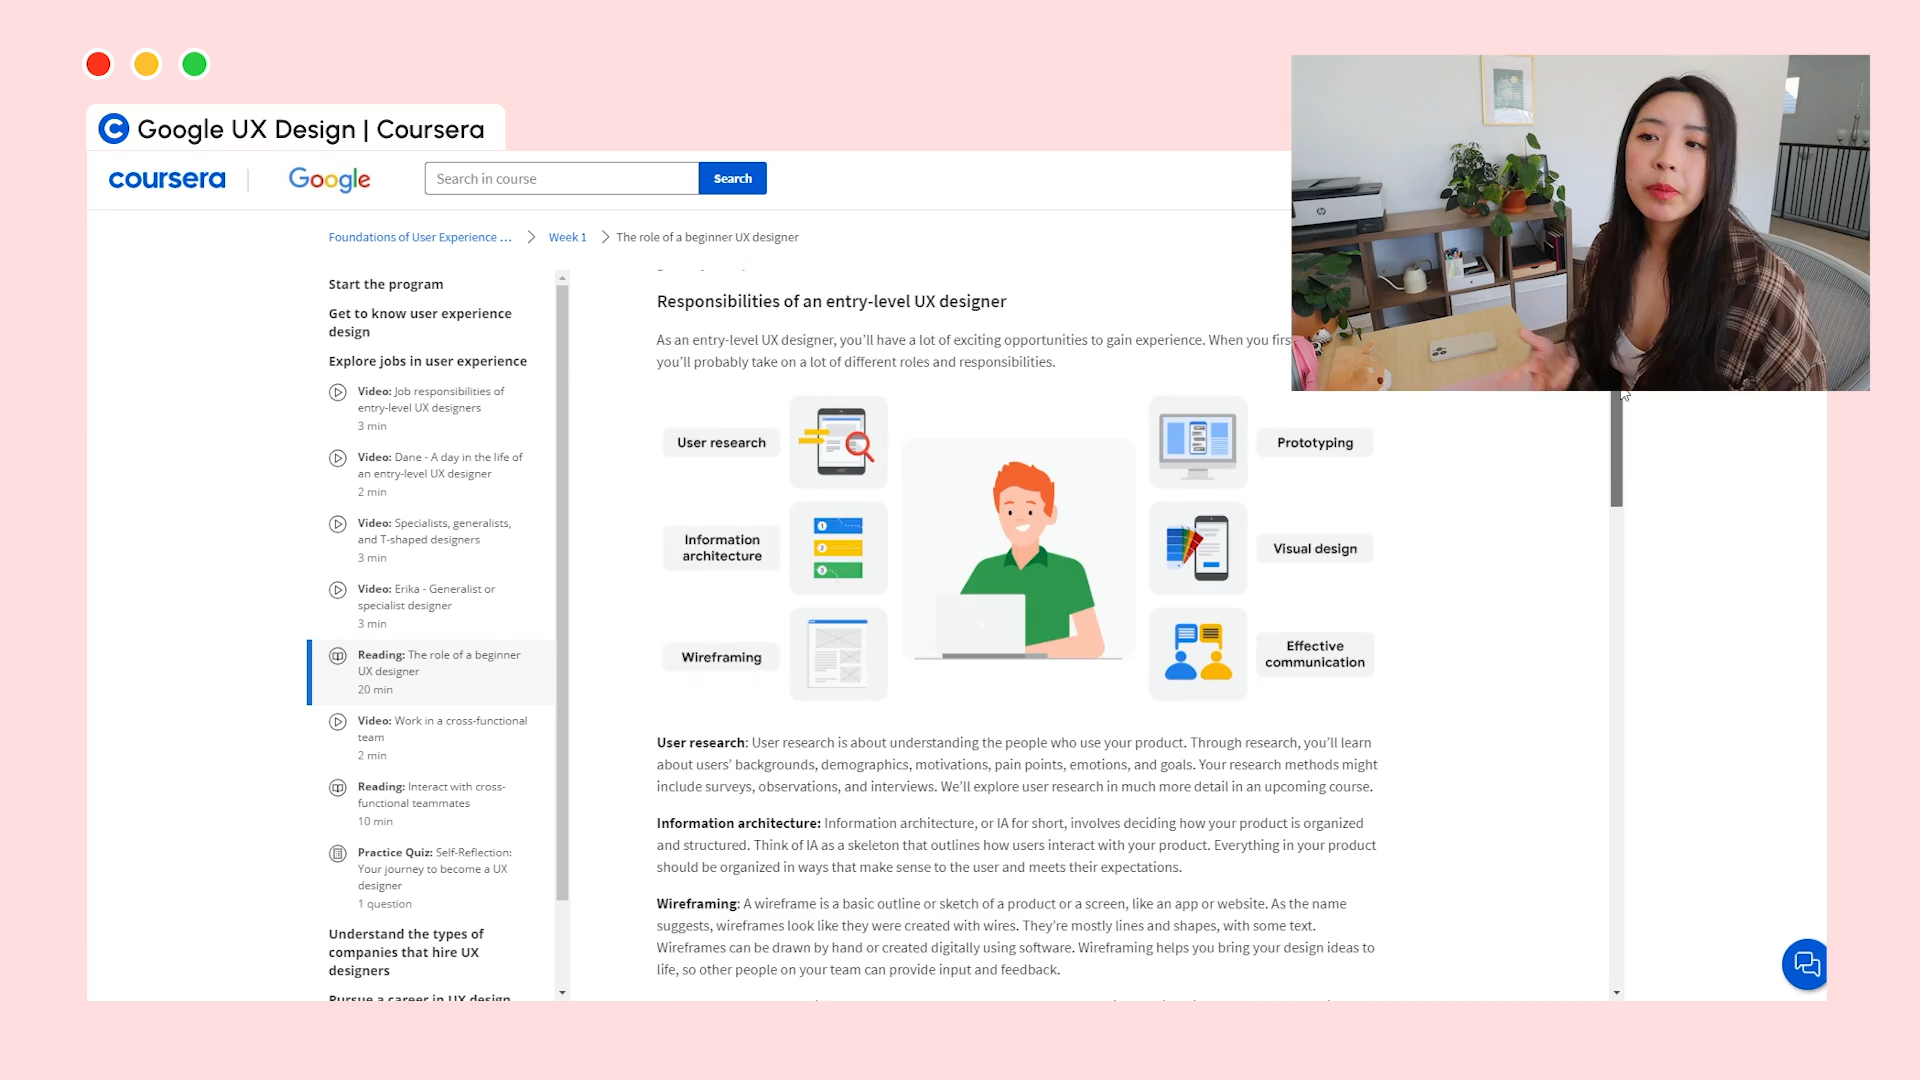 Google UX Design | Coursera
coursera
Google
Search in course
Search
Foundations of User Experience ...
Week 1
The role of a beginner UX designer
Start the program
Get to know user experience
design
Explore jobs in user experience
Video: Job responsibilities of
entry-level UX designers
3 min
Video: Dane - A day in the life of
an entry-level UX designer
2 min
Video: Specialists, generalists,
and T-shaped designers
3 min
Video: Erika - Generalist or
specialist designer
3 min
Reading: The role of a beginner
UX designer
20 min
Video: Work in a cross-functional
team
2 min
Reading: Interact with cross-
functional teammates
10 min
Practice Quiz: Self-Reflection:
Your journey to become a UX
designer
1 question
Understand the types of
companies that hire UX
designers
Pursue a career in UX design
Responsibilities of an entry-level UX designer
As an entry-level UX designer, you'll have a lot of exciting opportunities to gain experience. When you
you'll probably take on a lot of different roles and responsibilities.
User research
Information
architecture
1
2
3
Wireframing
Prototyping
Visual design
Effective
communication
User research: User research is about understanding the people who use your product. Through research, you'll learn
about users' backgrounds, demographics, motivations, pain points, emotions, and goals. Your research methods might
include surveys, observations, and interviews. We'll explore user research in much more detail in an upcoming course.
Information architecture: Information architecture, or IA for short, involves deciding how your product is organized
and structured. Think of IA as a skeleton that outlines how users interact with your product. Everything in your product
should be organized in ways that make sense to the user and meets their expectations.
Wireframing: A wireframe is a basic outline or sketch of a product or a screen, like an app or website. As the name
suggests, wireframes look like they were created with wires. They're mostly lines and shapes, with some text.
Wireframes can be drawn by hand or created digitally using software. Wireframing helps you bring your design ideas to
life, so other people on your team can provide input and feedback.
hp